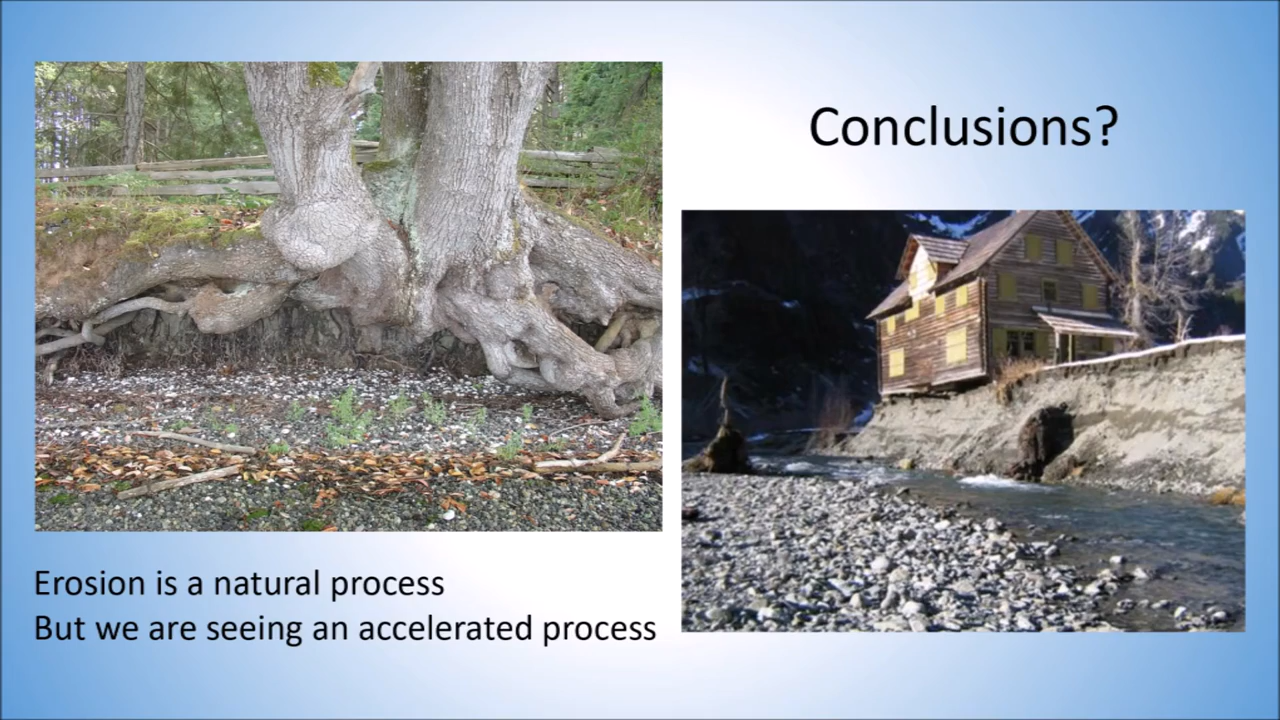 Conclusions?
Erosion is a natural process
But we are seeing an accelerated process